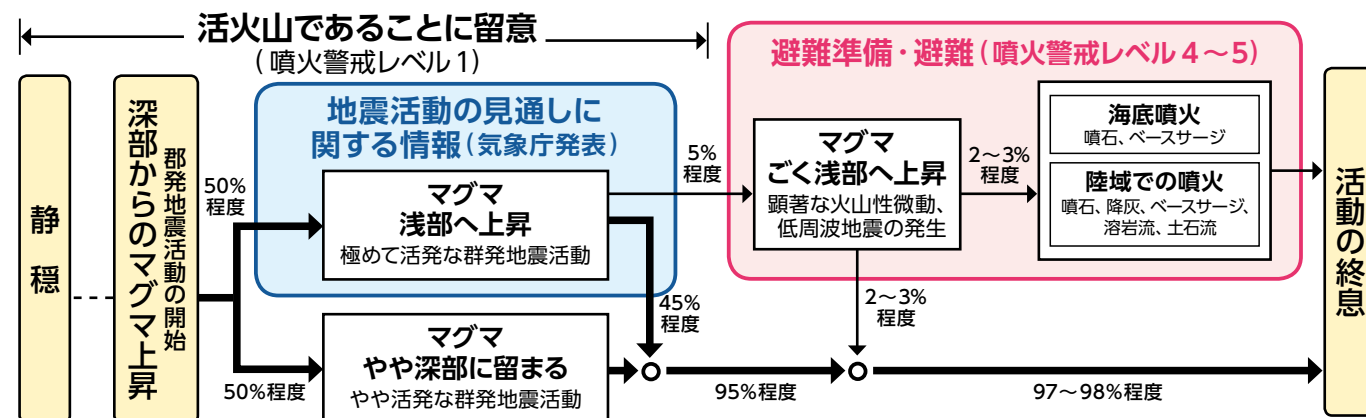 活火山であることに留意
(噴火警戒レベル1)
避難準備・避難(噴火警戒レベル4～5)
静穏
深部からのマグマ上昇
郡発地震活動の開始
50%
程度
50%程度
地震活動の見通しに
関する情報(気象庁発表)
マグマ
浅部へ上昇
極めて活発な群発地震活動
マグマ
やや深部に留まる
やや活発な群発地震活動
5%
程度
45%
程度
95%程度
マグマ
ごく浅部へ上昇
顕著な火山性微動、
低周波地震の発生
2～3%
程度
2～3%
程度
97～98%程度
海底噴火
噴石、ベースサージ
陸域での噴火
噴石、降灰、ベースサージ、
溶岩流、土石流
活動の終息